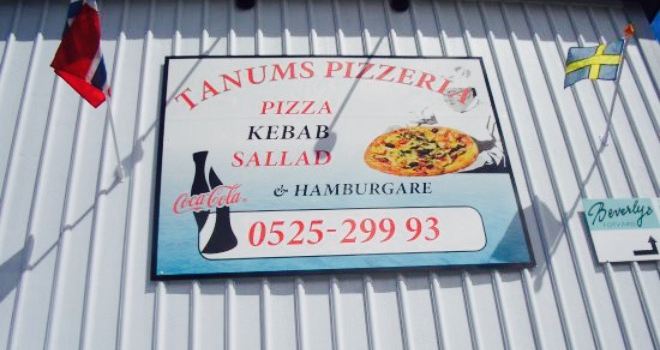 TANUMS PIZZERIA
PIZZA
KEBAB
SALLAD
& HAMBURGARE
Coca-Cola
0525-299 93
Beverlys